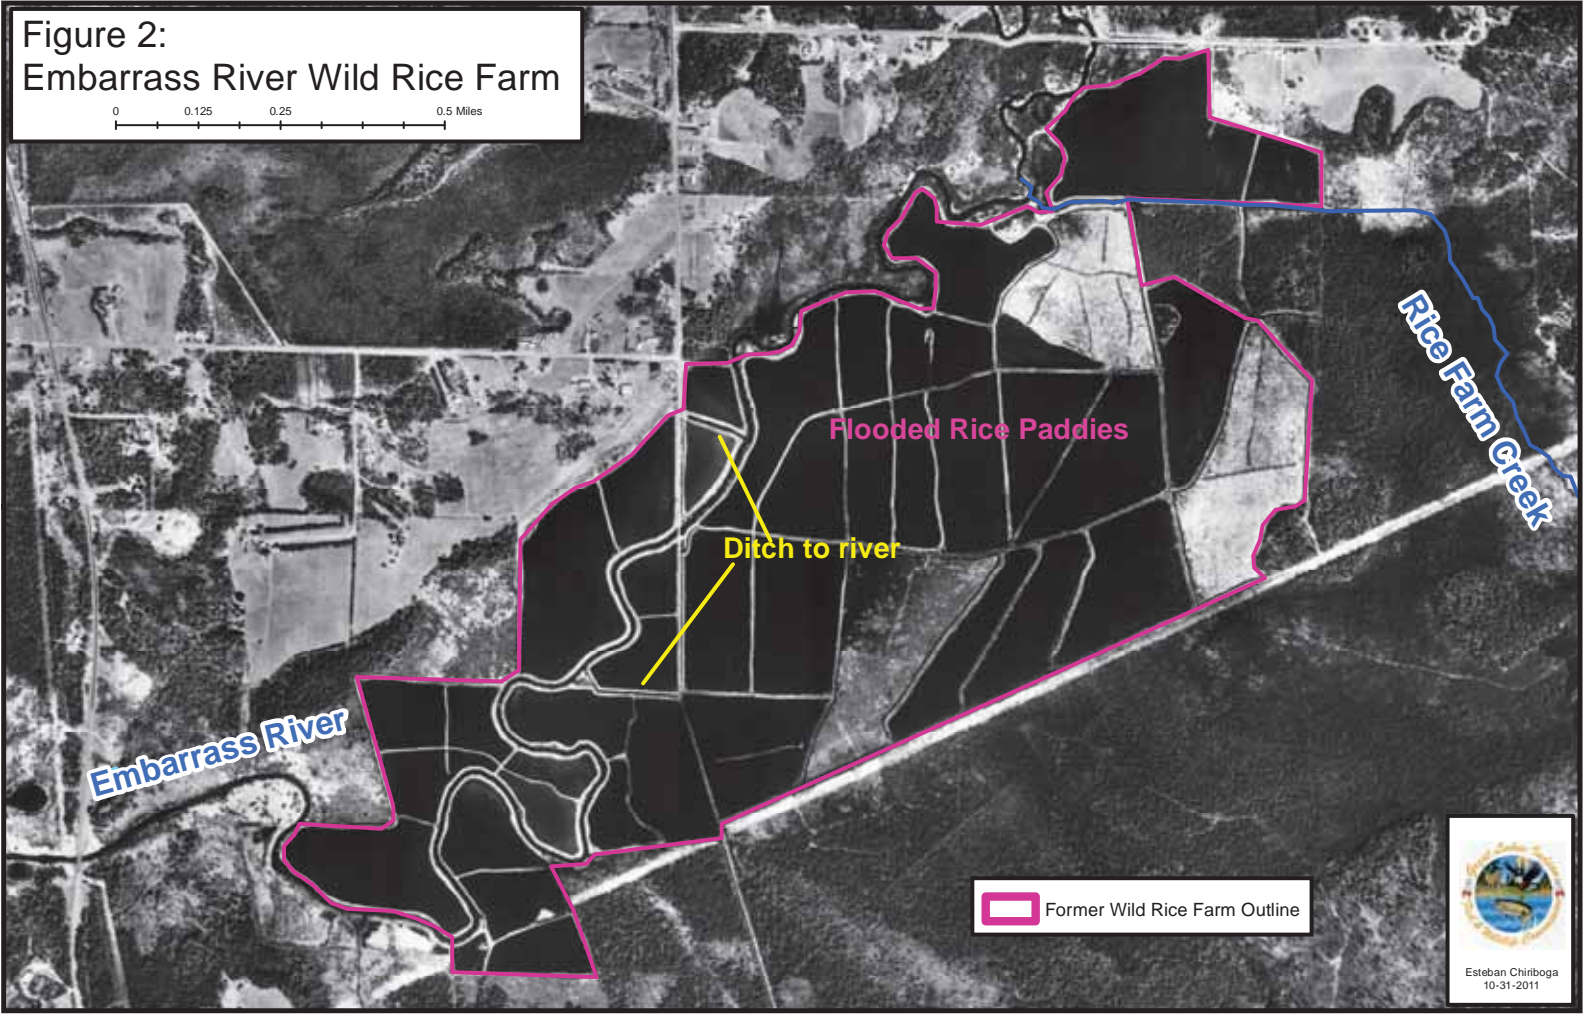 Figure 2:
Embarrass River Wild Rice Farm
0 0.125 0.25 0.5 Miles
Rice Farm Creek
Flooded Rice Paddies
Ditch to river
Embarrass River
Former Wild Rice Farm Outline
Esteban Chiriboga
10-31-2011